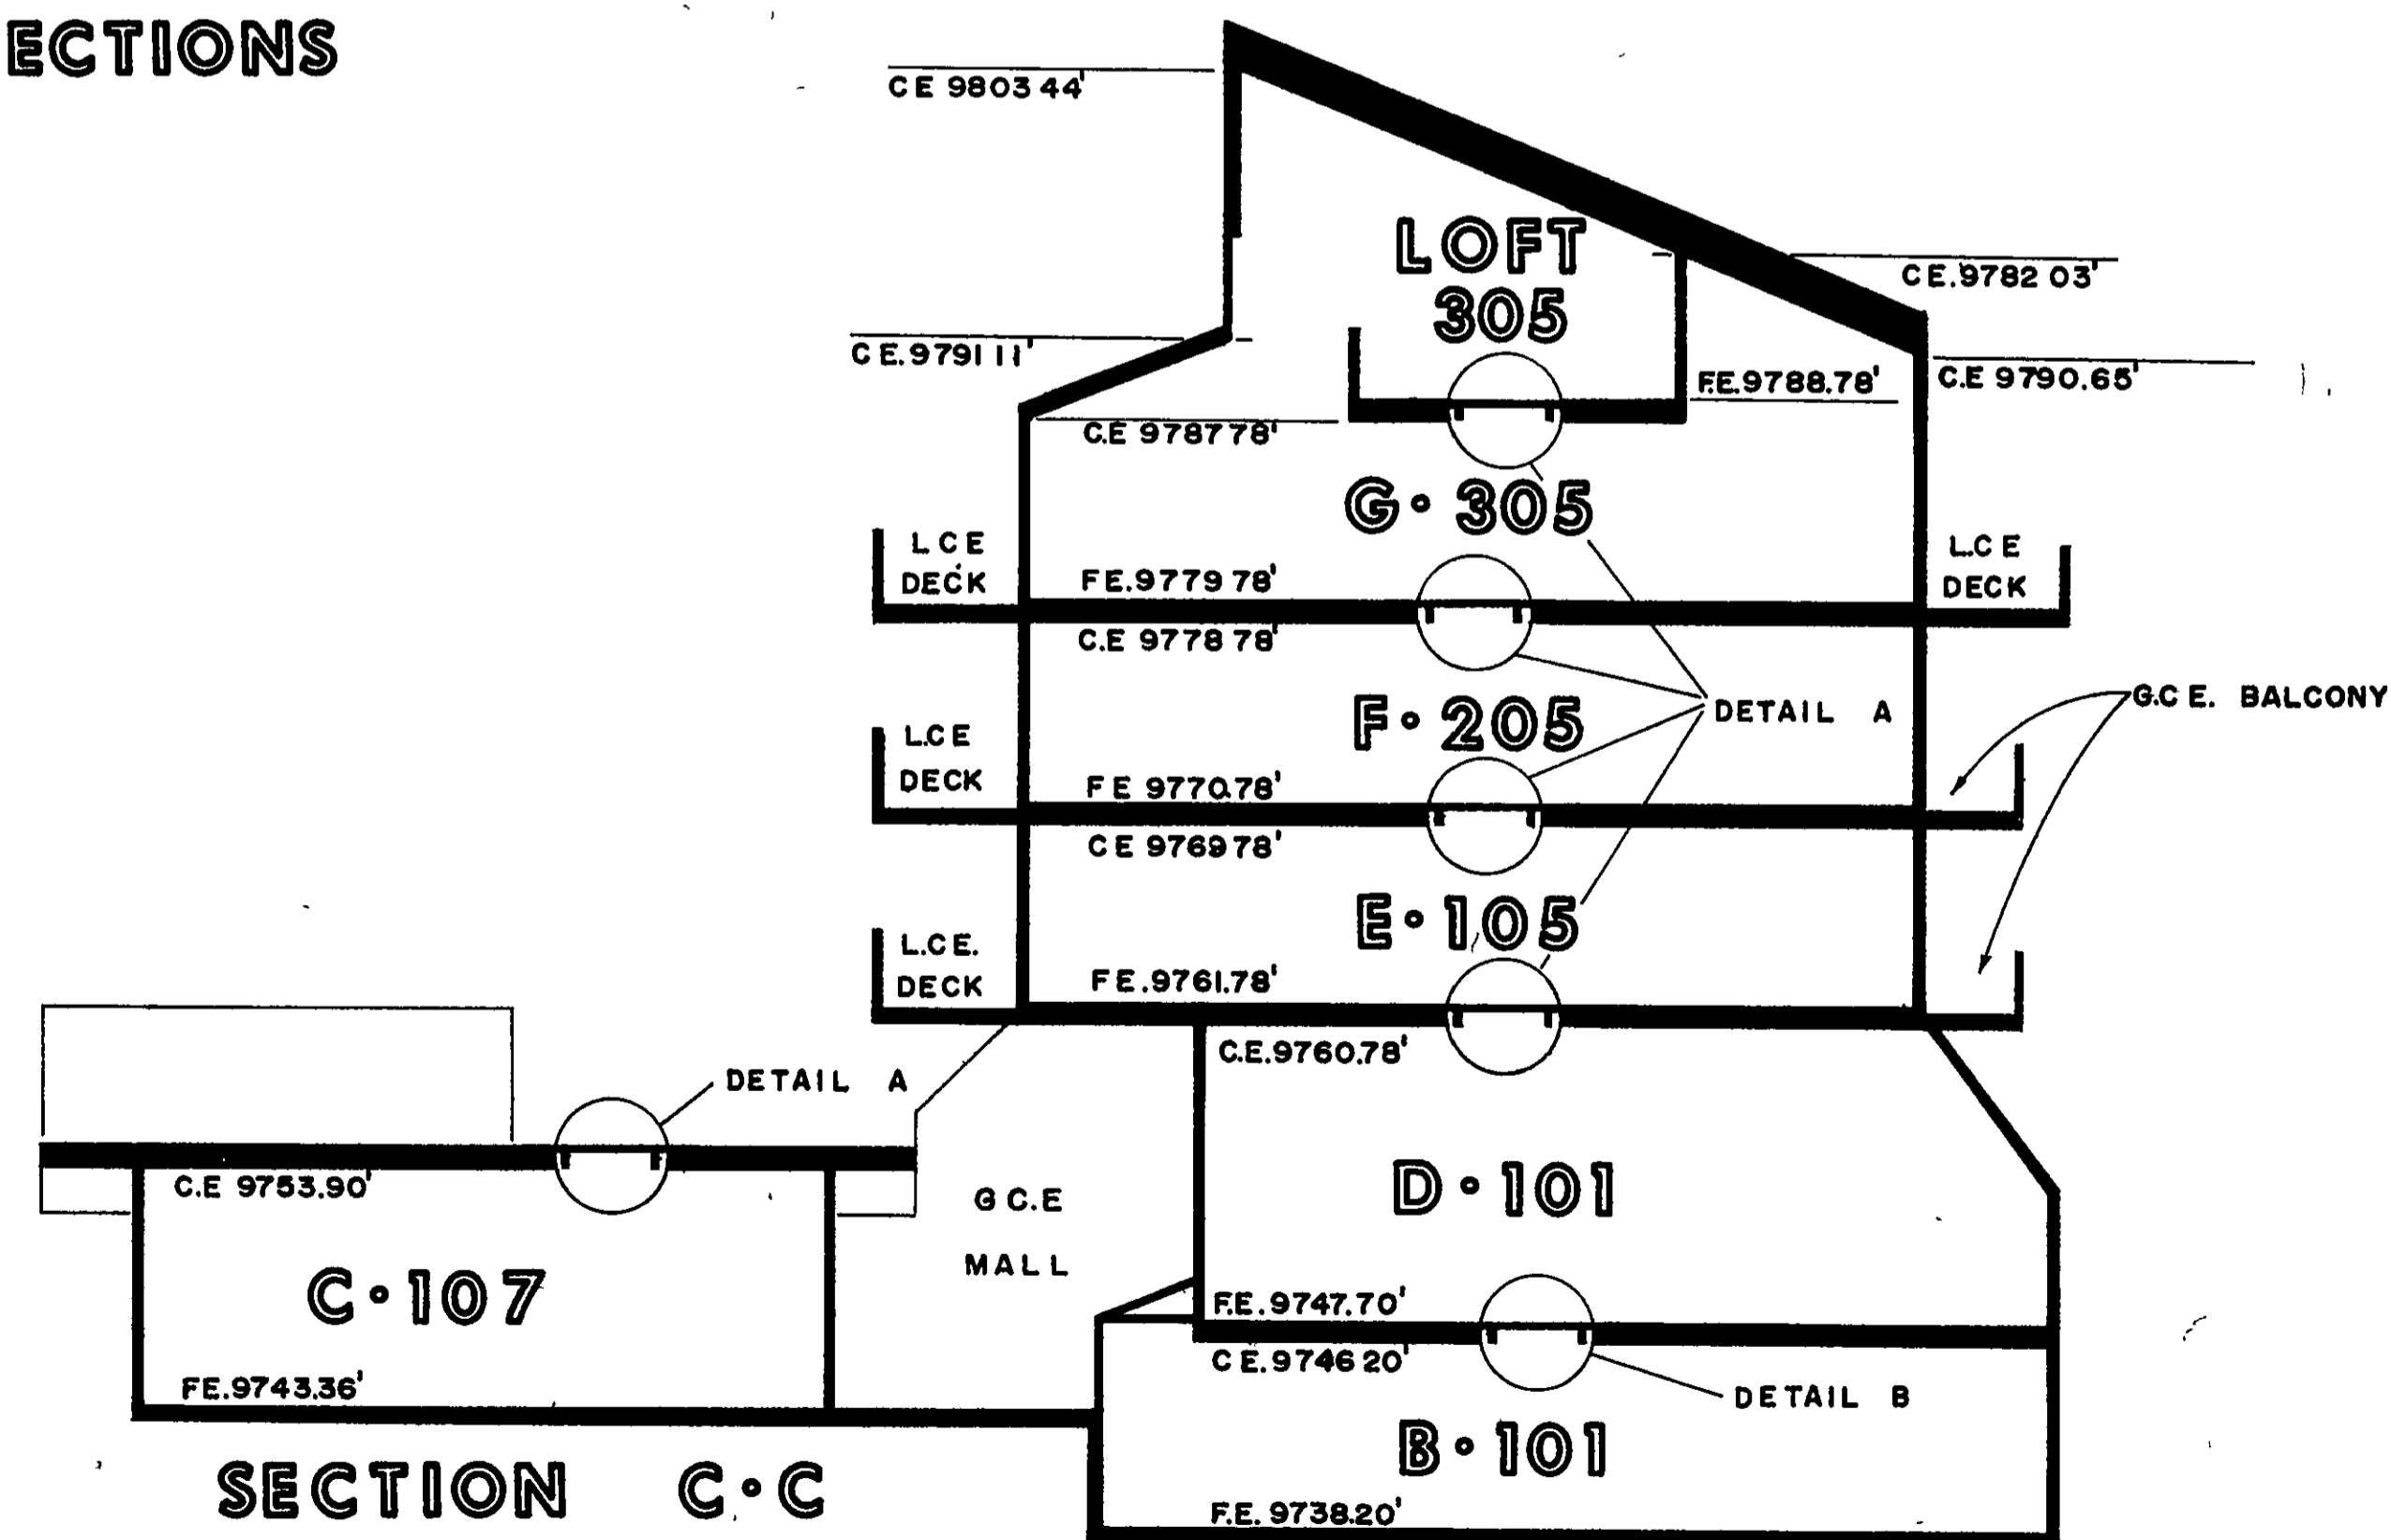 ECTIONS
CE 9803 44'
LOFT
305
C E. 9782 03'
C E. 9791 11'
F.E. 9788.78'
C.E 9790.65'
C.E 9787 78'
G • 305
L C E
DECK
L.C E
DECK
F E. 9779 78'
C.E 9778 78'
F • 205
DETAIL A
G.C E. BALCONY
L.C E
DECK
F E 9770.78'
C E 9769 78'
E • 105
L.C E.
DECK
F E. 9761.78'
C.E. 9760.78'
DETAIL A
C.E 9753.90'
G C.E
MALL
D • 101
C • 107
F.E. 9747.70'
C E. 9746 20'
FE. 9743.36'
DETAIL B
B • 101
SECTION C • C
F.E. 9738.20'